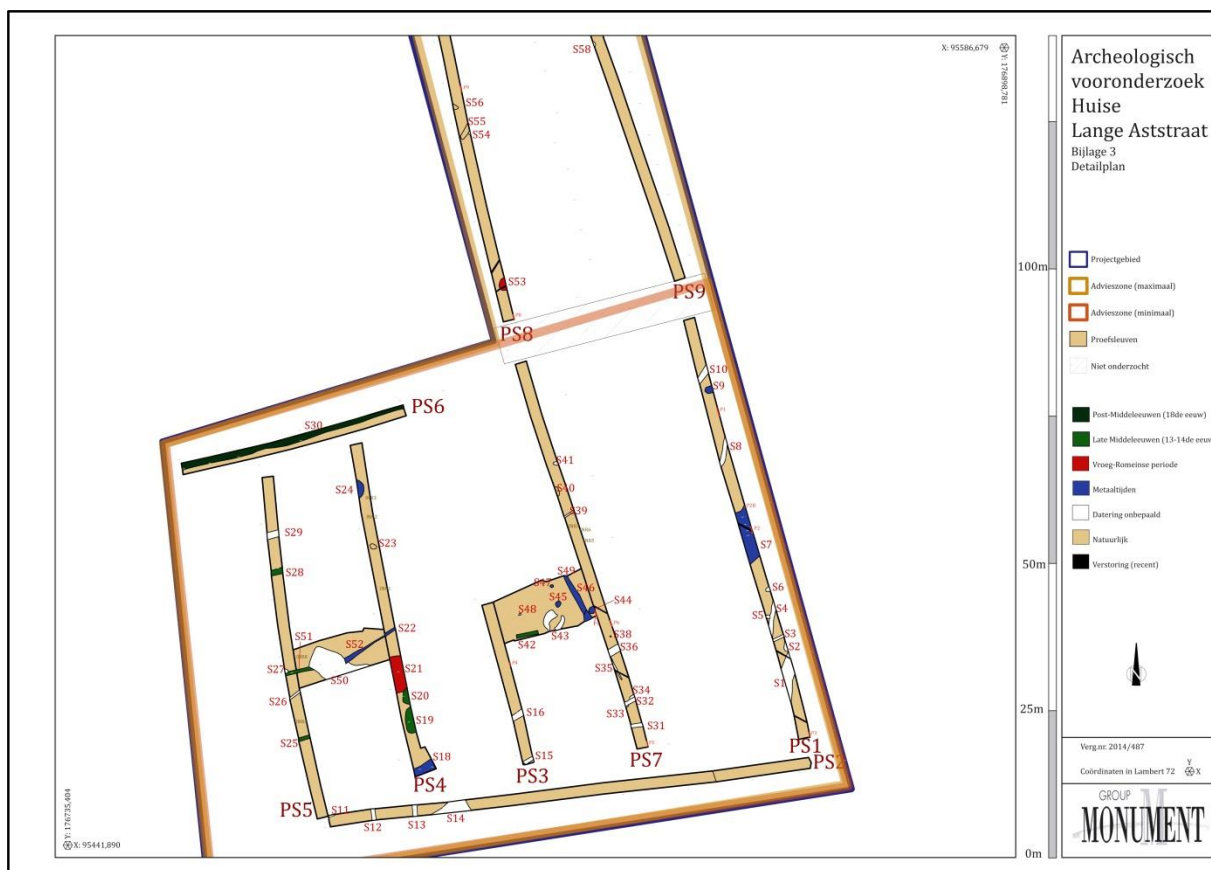 Archeologisch
vooronderzoek
Huise
Lange Aststraat
Bijlage 3
Detailplan
Projectgebied
Advieszone (maximaal)
Advieszone (minimaal)
Proefsleuven
Niet onderzocht
Post-Middeleeuwen (18de eeuw)
Late Middeleeuwen (13-14de eeuw
Vroeg-Romeinse periode
Metaaltijden
Datering onbepaald
Natuurlijk
Verstoring (recent)
Verg.nr. 2014/487
Coördinaten in Lambert 72
Y
X
GROUP
M
MONUMENT
100m
50m
25m
0m
X: 95586,679
Y: 176898,781
Y: 176735,404
X: 95441,890
S58
S56
S55
S54
S53
PS8
PS9
PS6
S30
S10
S9
S8
S7
S6
S5
S4
S3
S2
S1
PS1
PS2
S41
S40
S39
S24
S23
S29
S28
S49
S47
S46
S45
S44
S48
S43
S42
S38
S36
S35
S34
S33
S32
S31
PS7
S51
S52
S22
S27
S50
S21
S26
S20
S19
S25
S18
PS4
S16
S15
PS3
PS5
S11
S12
S13
S14